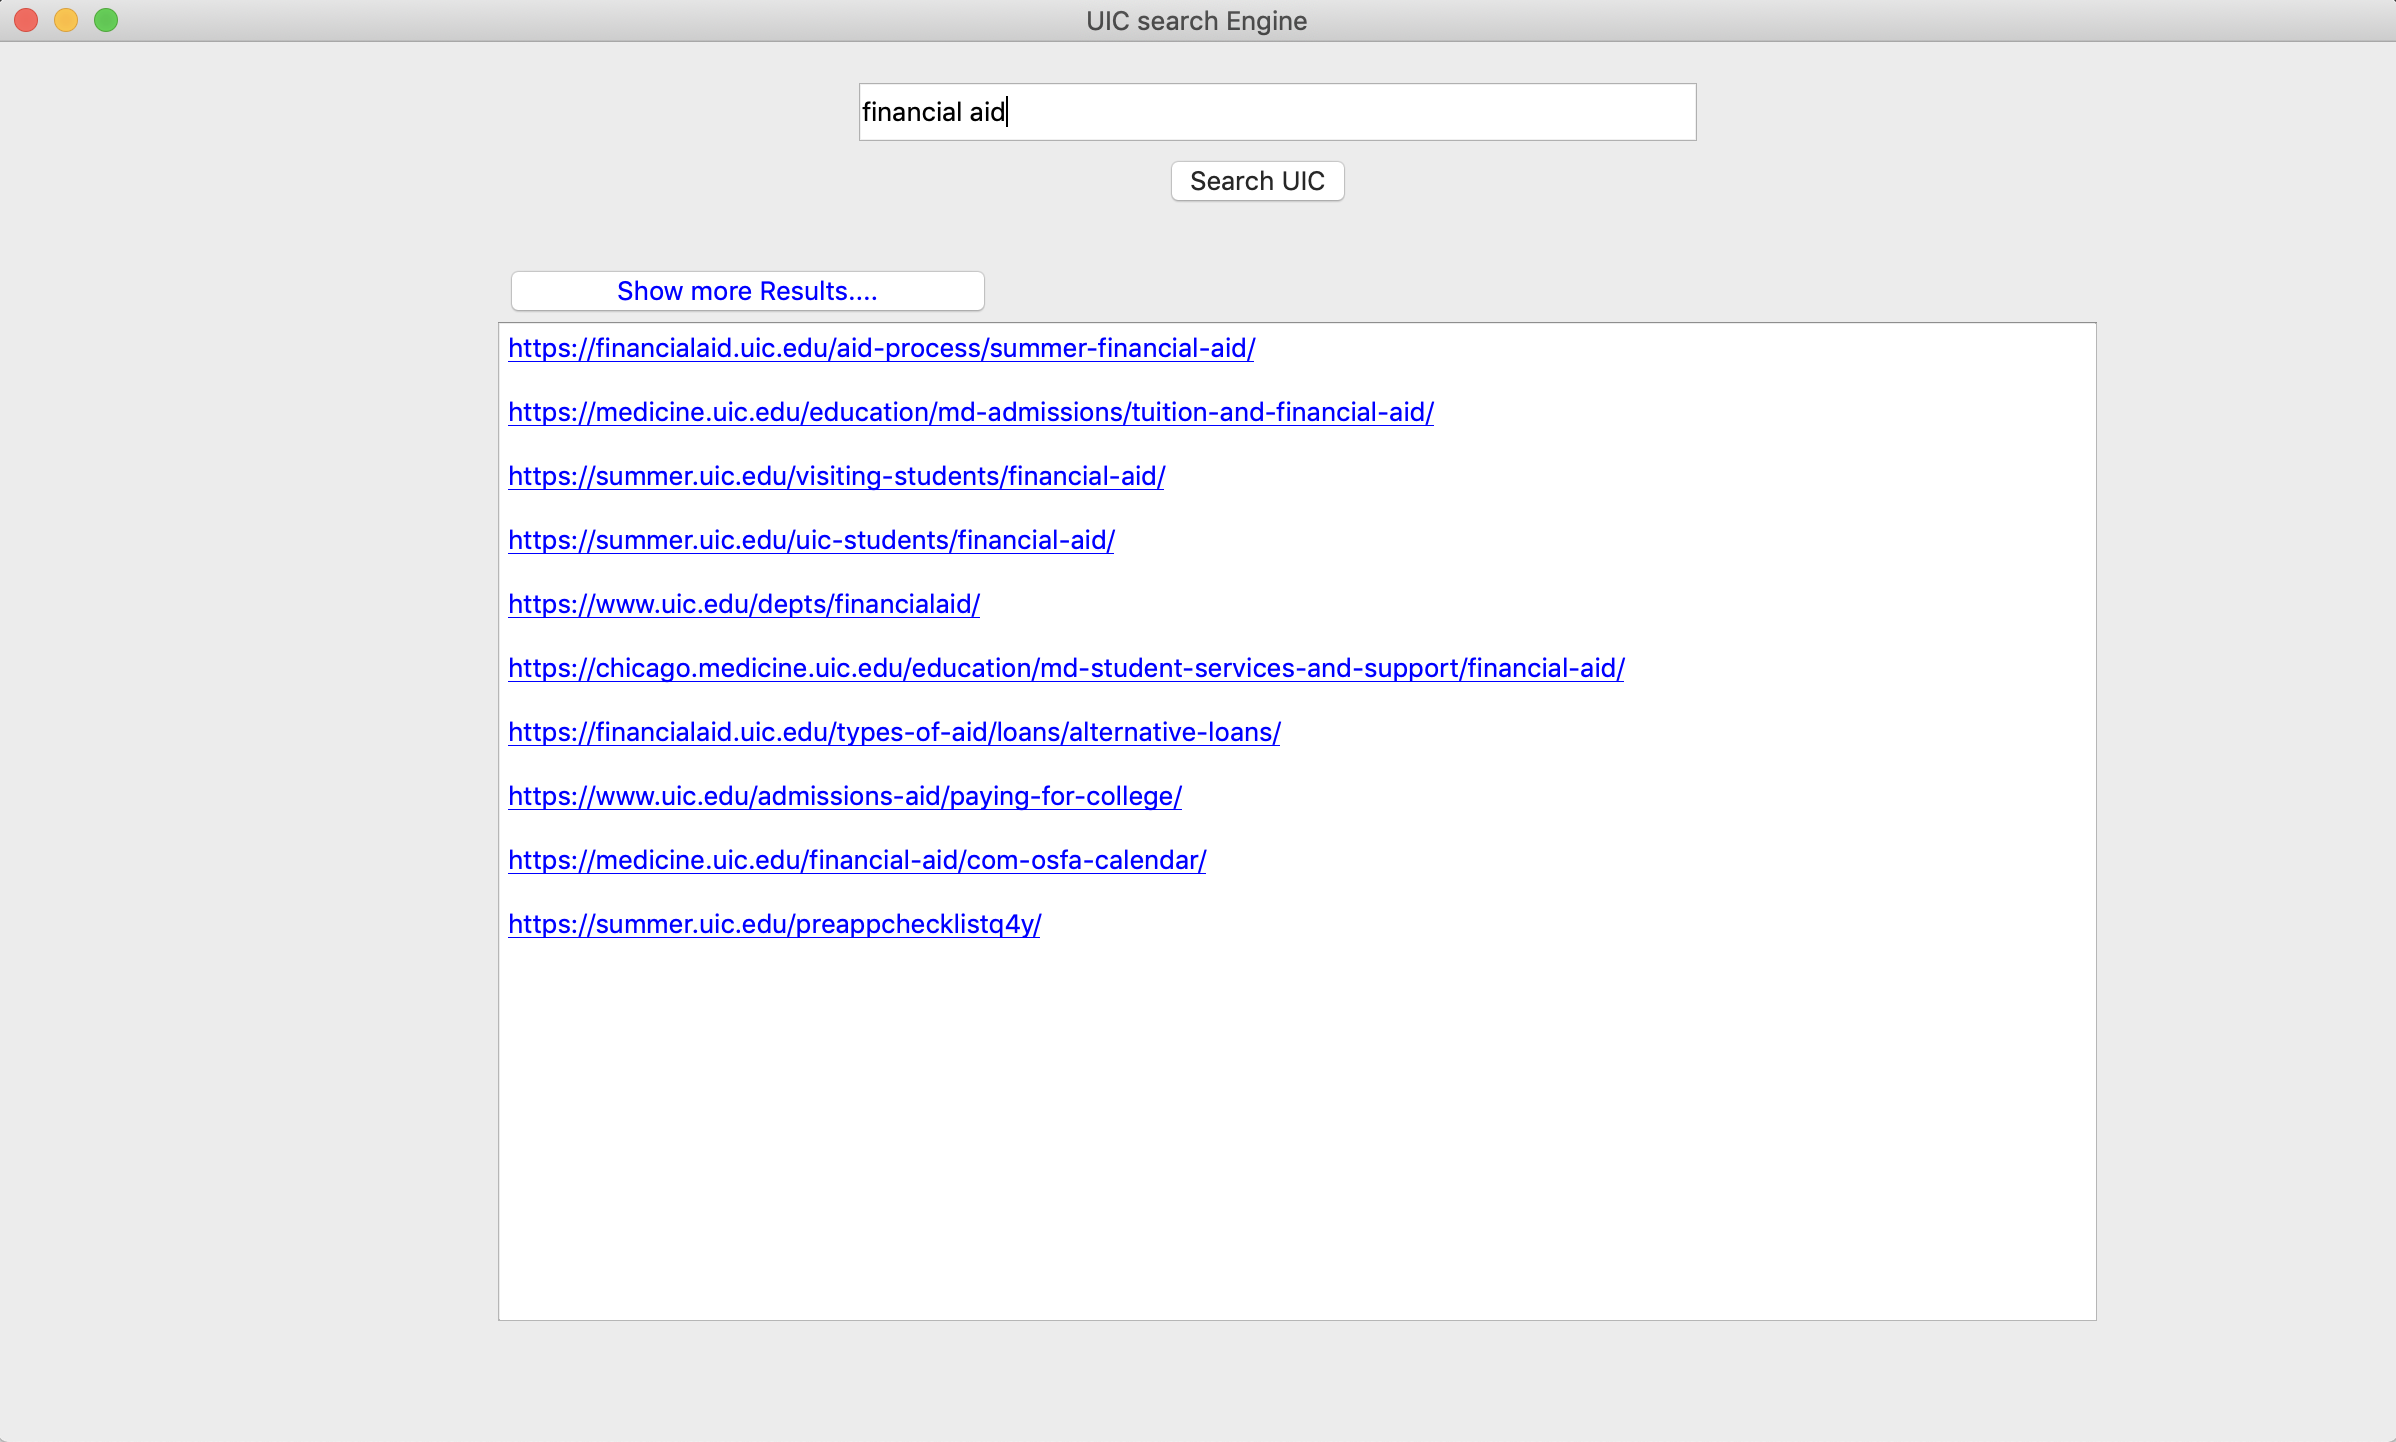 UIC search Engine
financial aid
Search UIC
Show more Results....
https://financialaid.uic.edu/aid-process/summer-financial-aid/
https://medicine.uic.edu/education/md-admissions/tuition-and-financial-aid/
https://summer.uic.edu/visiting-students/financial-aid/
https://summer.uic.edu/uic-students/financial-aid/
https://www.uic.edu/depts/financialaid/
https://chicago.medicine.uic.edu/education/md-student-services-and-support/financial-aid/
https://financialaid.uic.edu/types-of-aid/loans/alternative-loans/
https://www.uic.edu/admissions-aid/paying-for-college/
https://medicine.uic.edu/financial-aid/com-osfa-calendar/
https://summer.uic.edu/preappchecklistq4y/